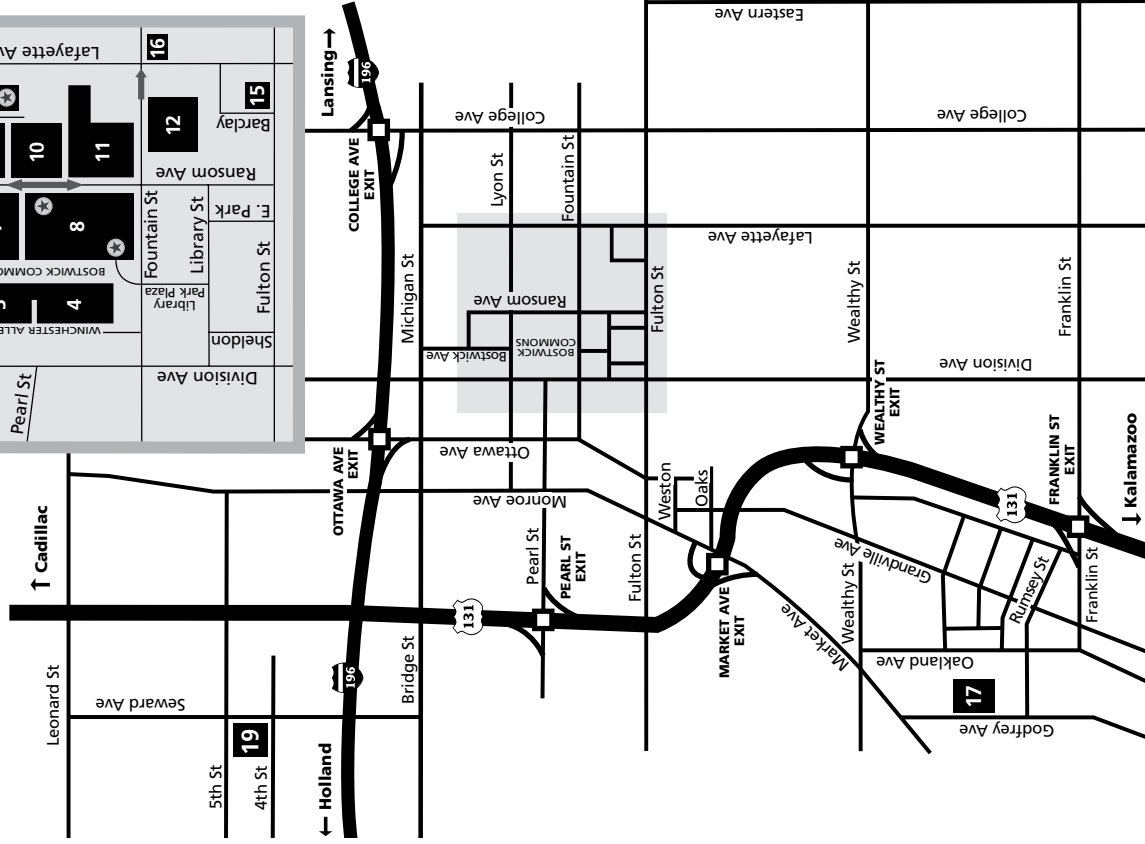 Eastern Ave
College Ave
College Ave
Lafayette Ave
Lafayette A
16
15
Barclay
12
11
10
Ransom Ave
E. Park
8
Fountain St
Library St
Fulton St
BOSTWICK COMMO
Library
Park Plaza
4
WINCHESTER ALLE
Sheldon
Division Ave
Pearl St
Lansing→
196
COLLEGE AVE
EXIT
Lyon St
Fountain St
Michigan St
Ransom Ave
Bostwick Ave
BOSTWICK
COMMONS
Fulton St
Wealthy St
Franklin St
Division Ave
OTTAWA AVE
EXIT
Ottawa Ave
Monroe Ave
Weston
Oaks
WEALTHY ST
EXIT
FRANKLIN ST
EXIT
131
↓ Kalamazoo
↑ Cadillac
Pearl St
PEARL ST
EXIT
Fulton St
131
MARKET AVE
EXIT
Market Ave
Grandville Ave
Wealthy St
Rumsey St
Franklin St
Oakland Ave
17
Godfrey Ave
Leonard St
Seward Ave
196
Bridge St
5th St
4th St
19
← Holland